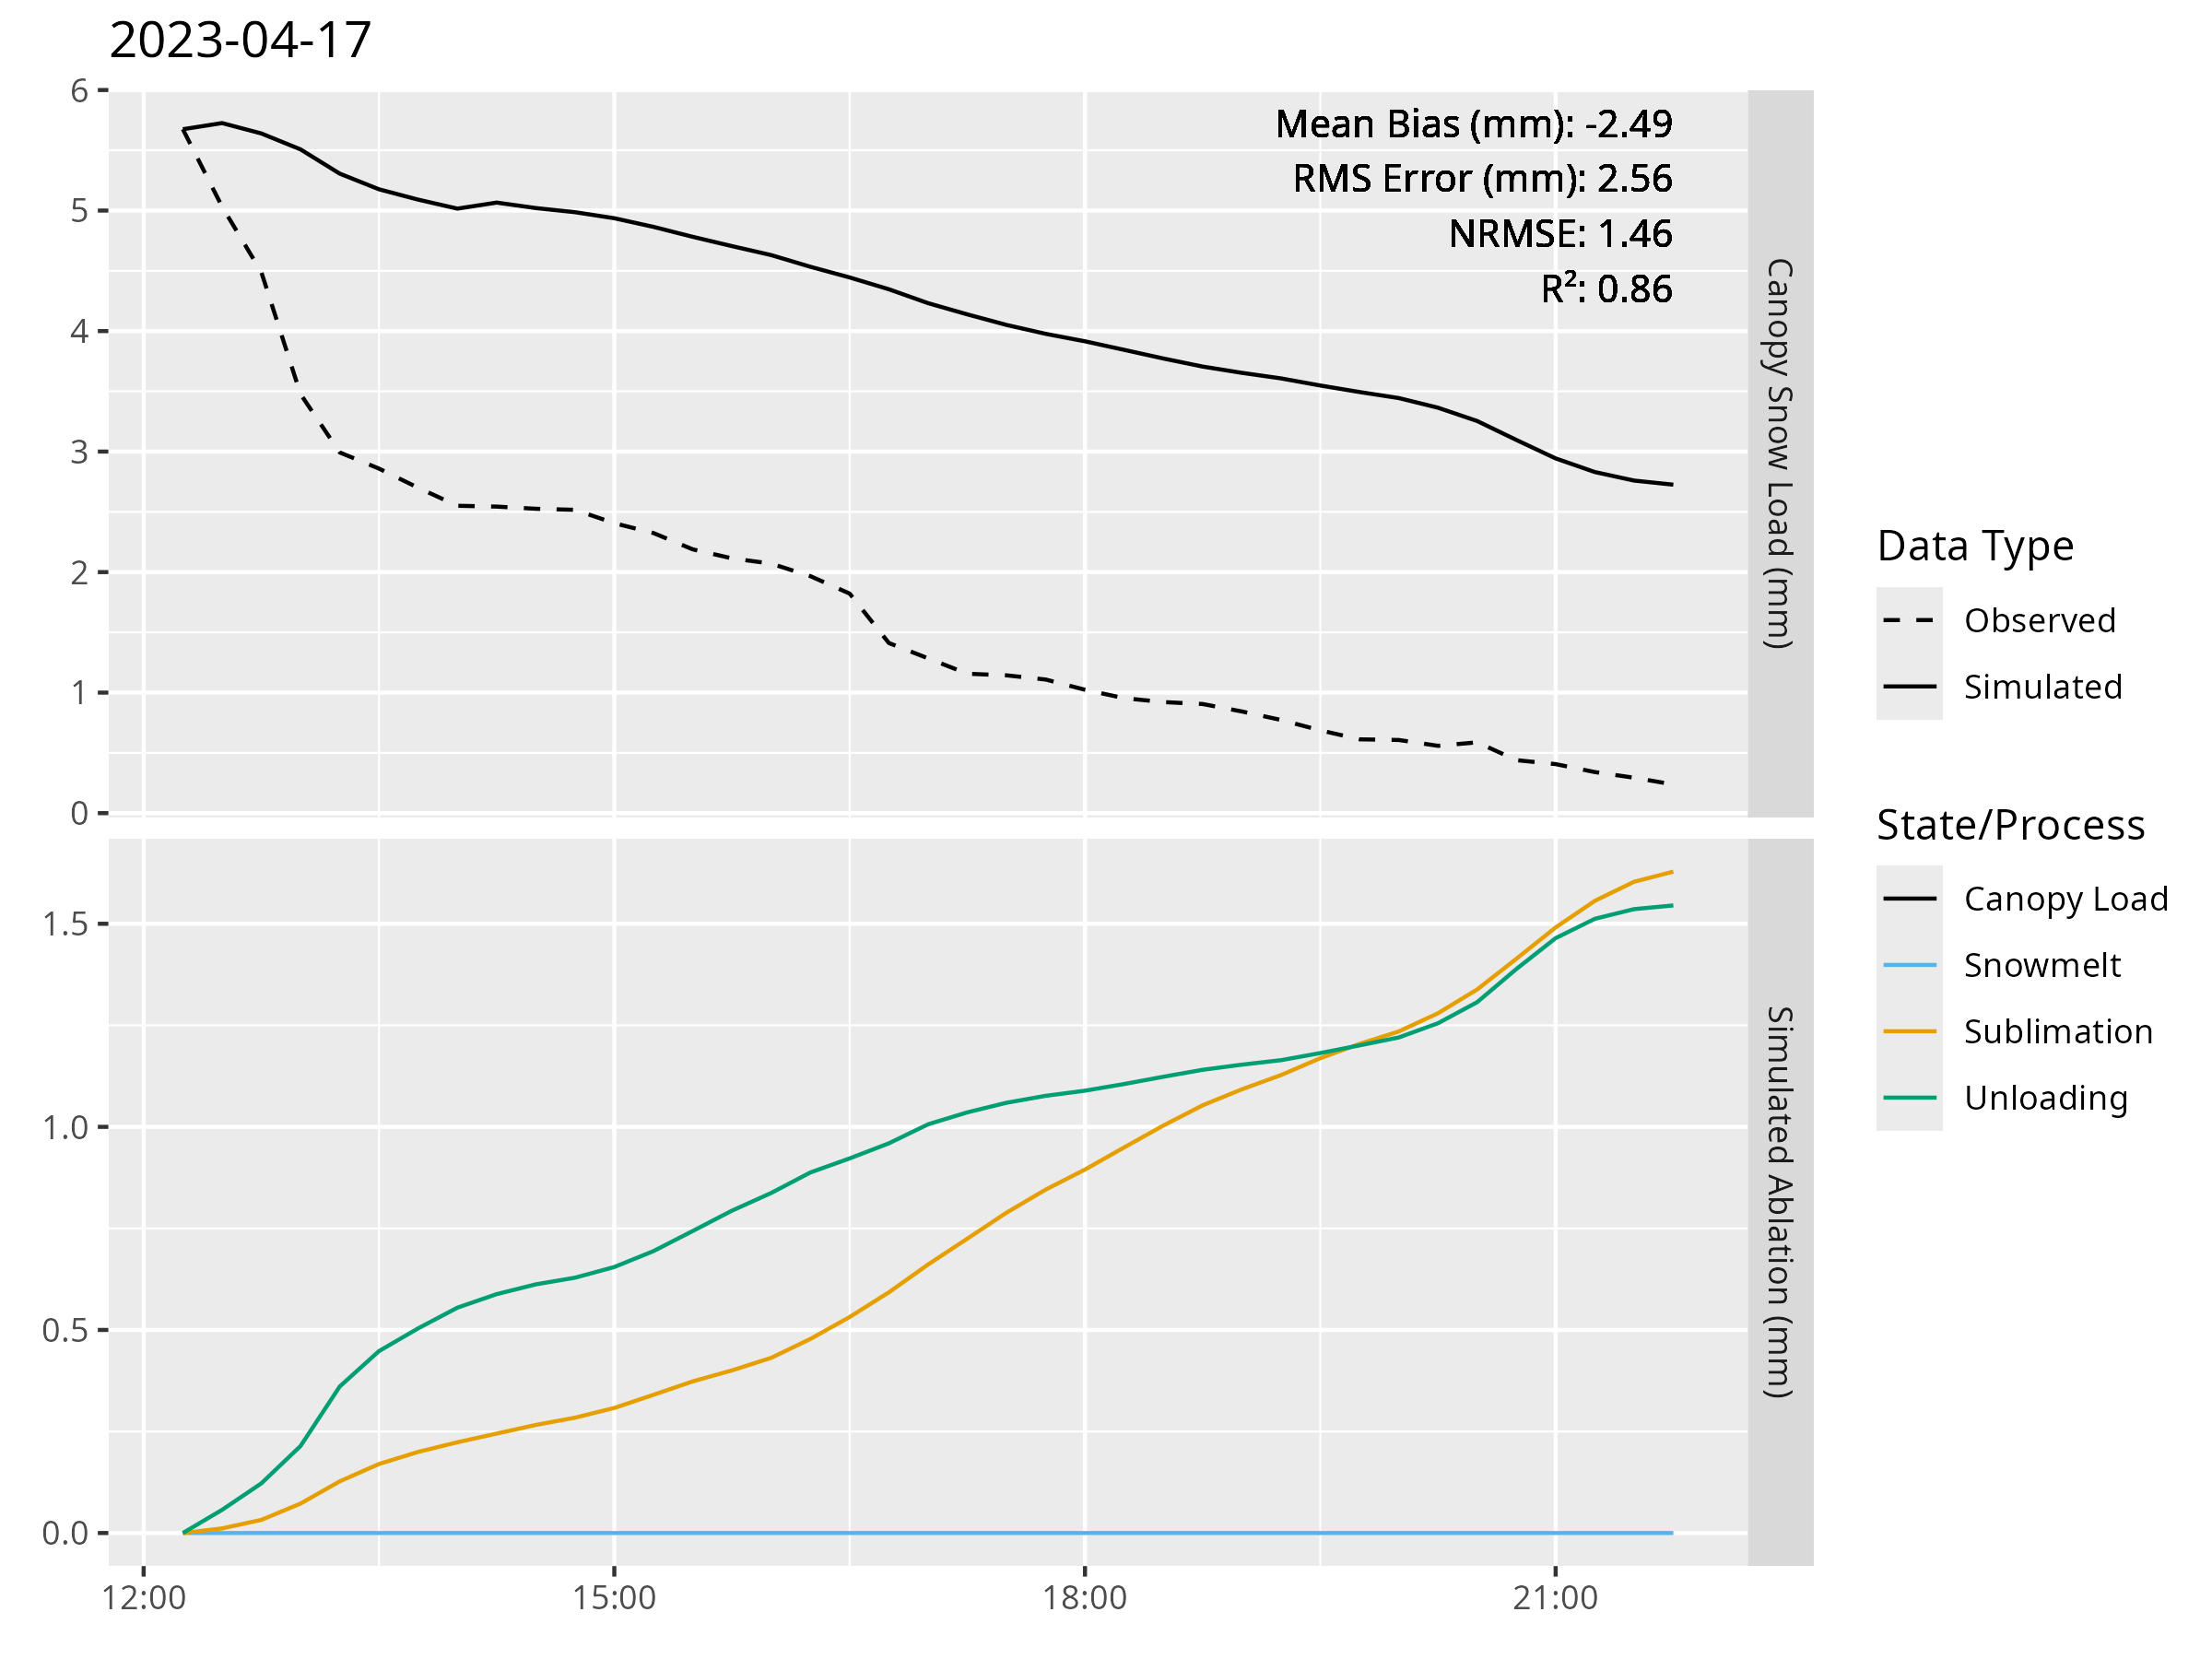 2023-04-17
6
5
4
3
2
1
0
Mean Bias (mm): -2.49
RMS Error (mm): 2.56
NRMSE: 1.46
R²: 0.86
Canopy Snow Load (mm)
1.5
1.0
0.5
0.0
Simulated Ablation (mm)
12:00
15:00
18:00
21:00
Data Type
Observed
Simulated
State/Process
Canopy Load
Snowmelt
Sublimation
Unloading